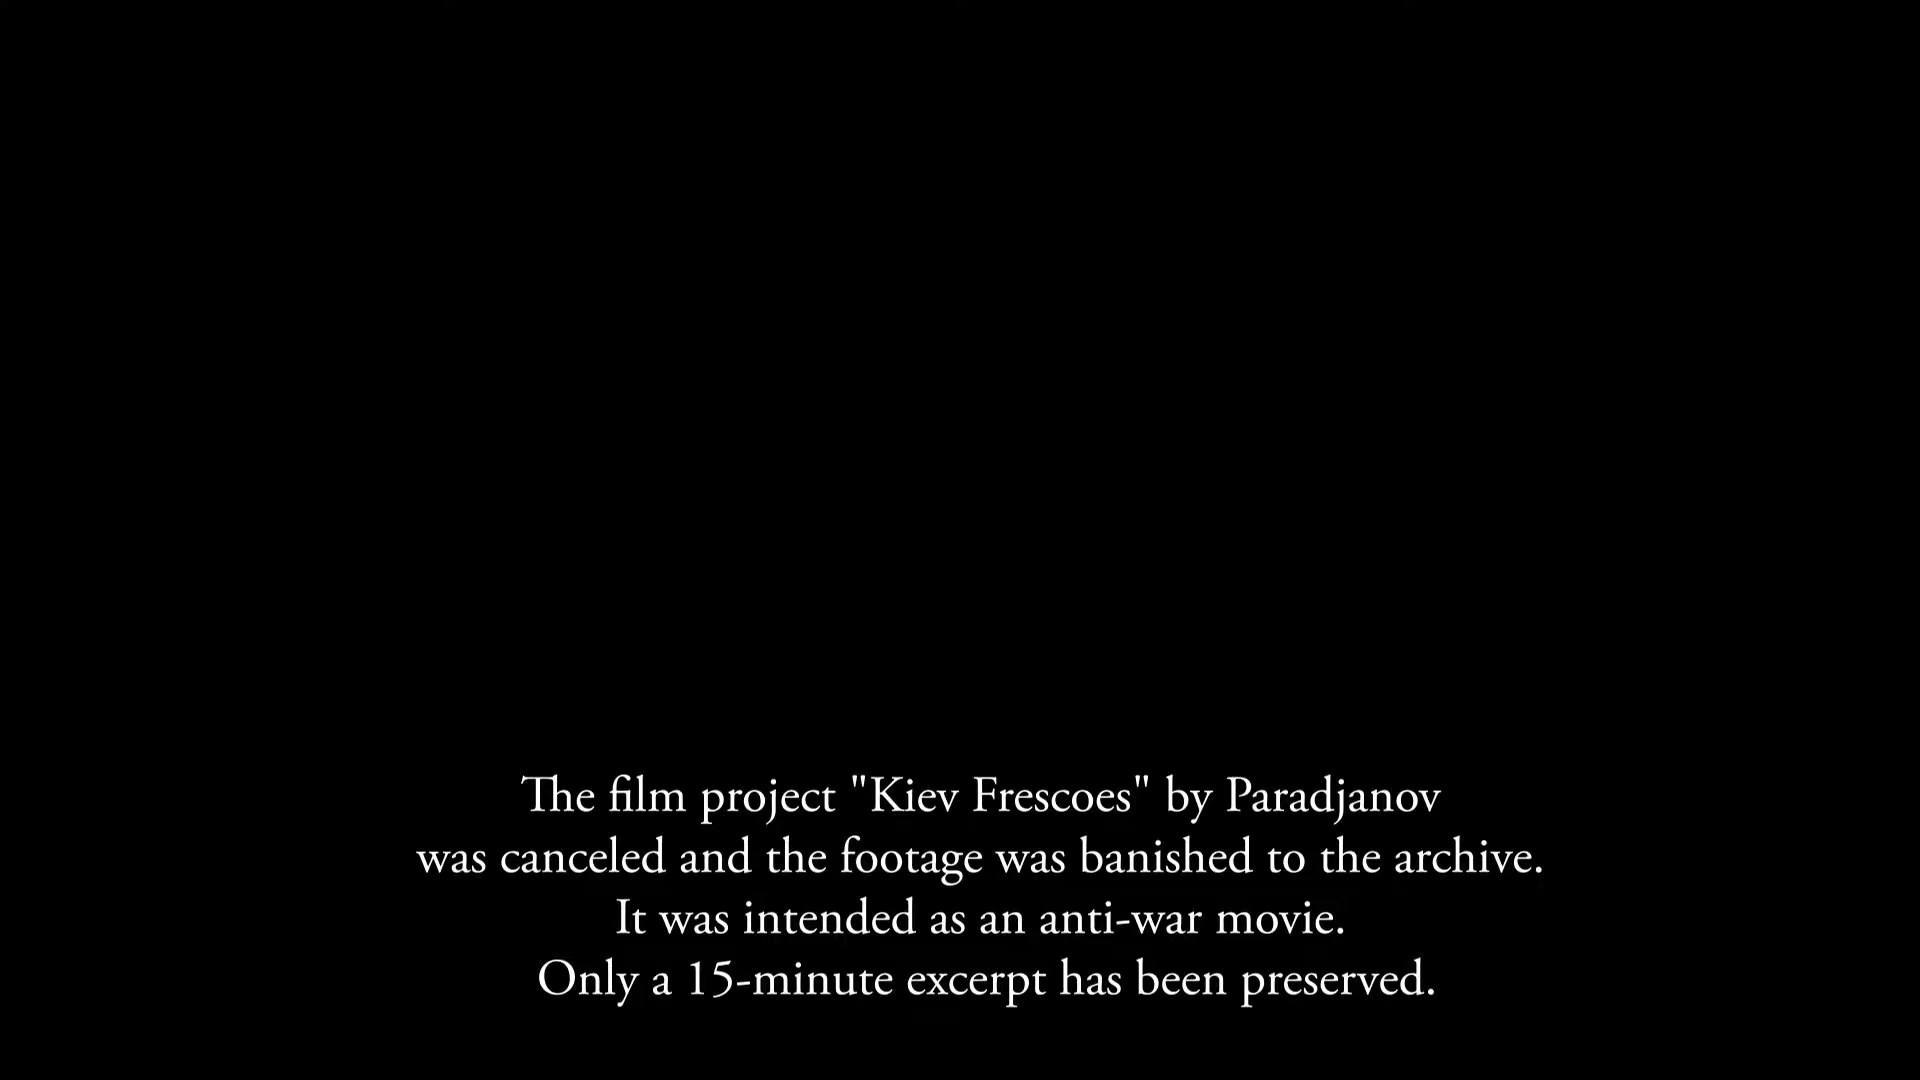 The film project "Kiev Frescoes" by Paradjanov
was canceled and the footage was banished to the archive.
It was intended as an anti-war movie.
Only a 15-minute excerpt has been preserved.